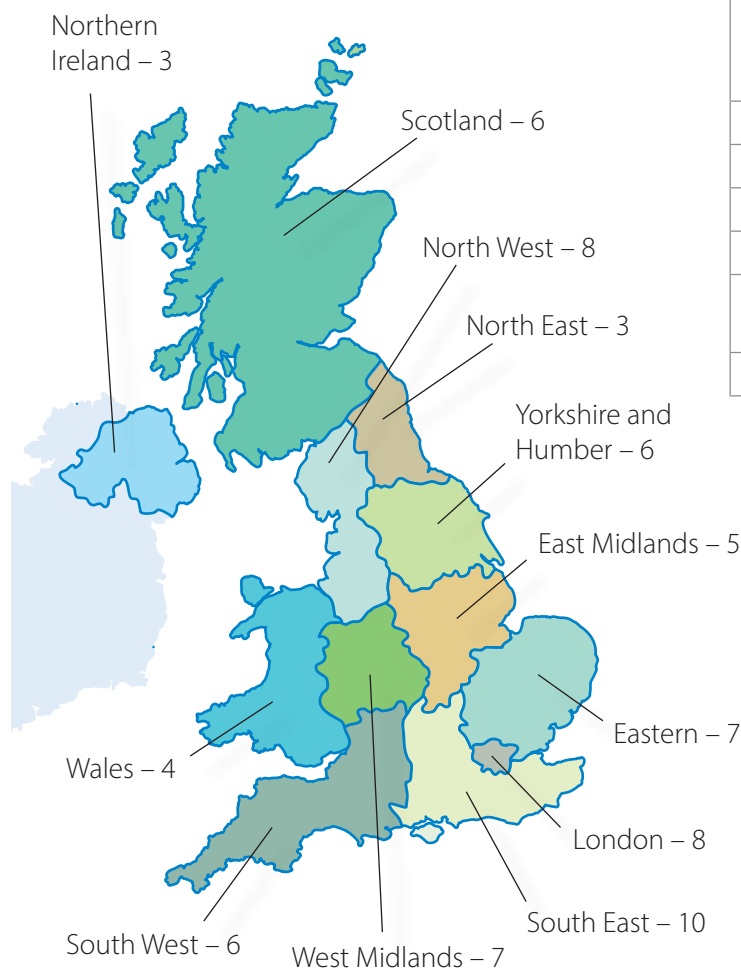 Northern
Ireland – 3
Scotland – 6
North West – 8
North East – 3
Yorkshire and
Humber – 6
East Midlands – 5
Eastern – 7
Wales – 4
London – 8
South East – 10
South West – 6
West Midlands – 7